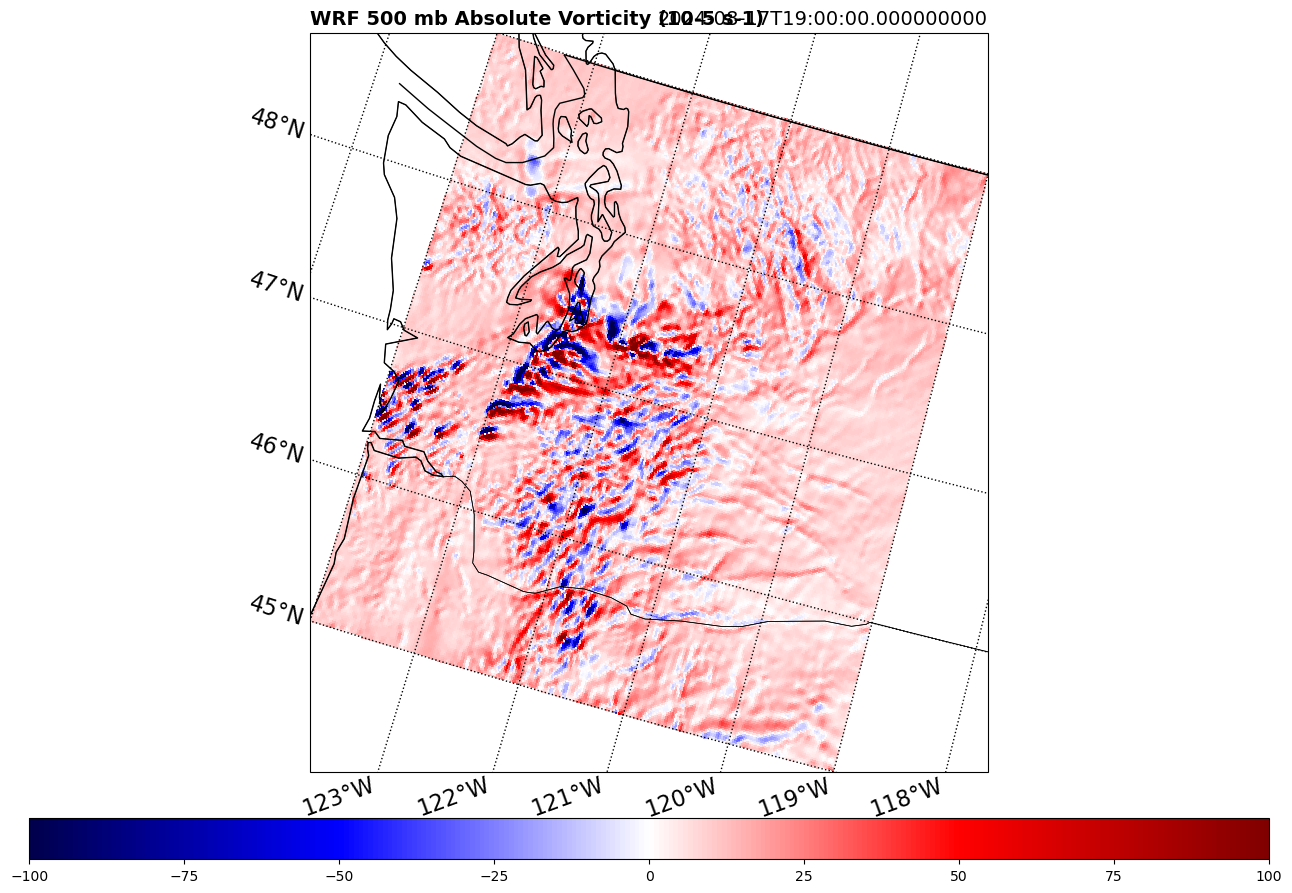 WRF 500 mb Absolute Vorticity (10-5 s-1)
2024-08-17T19:00:00.000000000
48°N
47°N
46°N
45°N
123°W 122°W 121°W 120°W 119°W 118°W
−100 −75 −50 −25 0 25 50 75 100